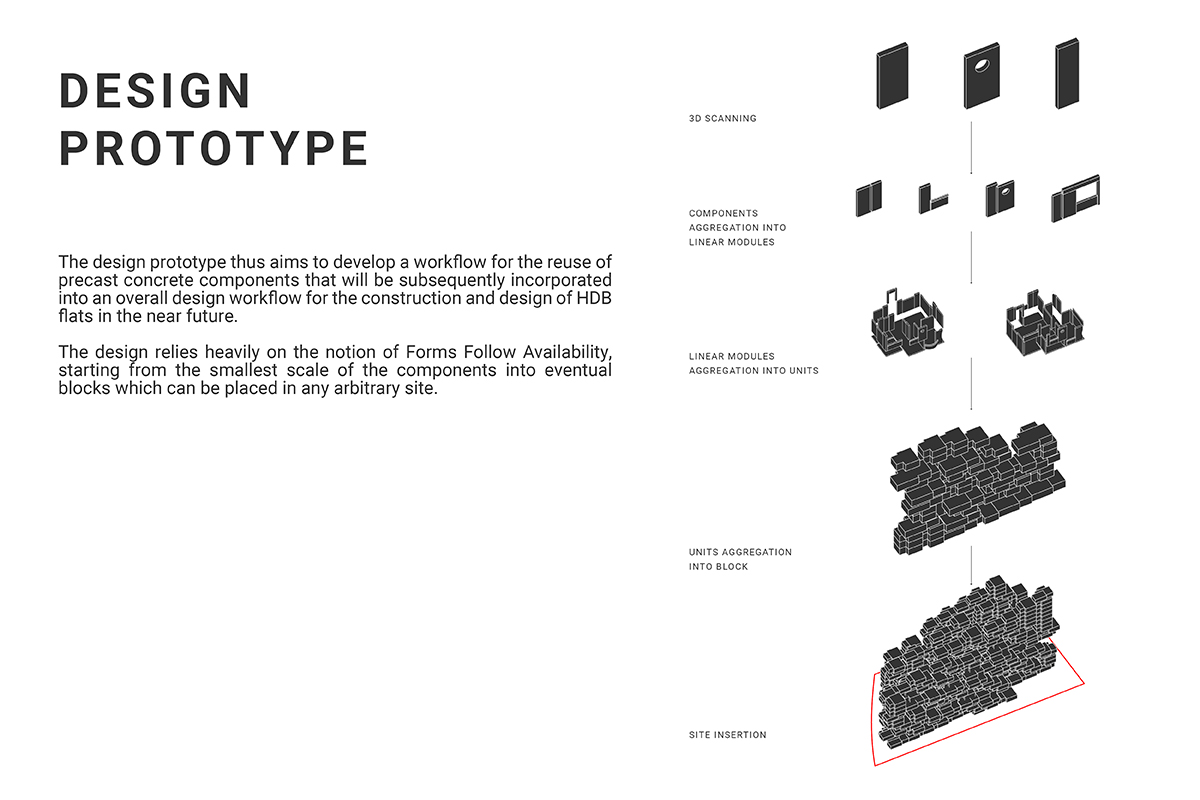 DESIGN
PROTOTYPE
The design prototype thus aims to develop a workflow for the reuse of
precast concrete components that will be subsequently incorporated
into an overall design workflow for the construction and design of HDB
flats in the near future.
The design relies heavily on the notion of Forms Follow Availability,
starting from the smallest scale of the components into eventual
blocks which can be placed in any arbitrary site.
3D SCANNING
COMPONENTS
AGGREGATION INTO
LINEAR MODULES
LINEAR MODULES
AGGREGATION INTO UNITS
UNITS AGGREGATION
INTO BLOCK
SITE INSERTION